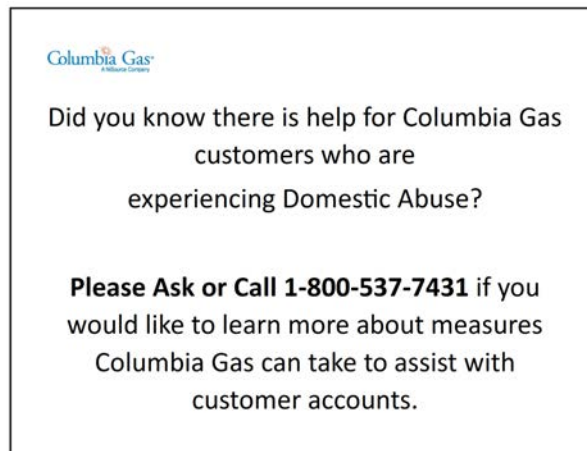 Columbia Gas
A NiSource Company
Did you know there is help for Columbia Gas
customers who are
experiencing Domestic Abuse?
Please Ask or Call 1-800-537-7431 if you
would like to learn more about measures
Columbia Gas can take to assist with
customer accounts.